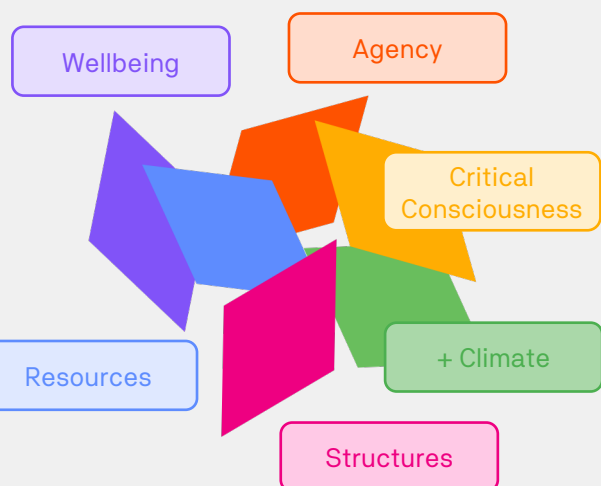 Wellbeing
Agency
Critical
Consciousness
Resources
+ Climate
Structures